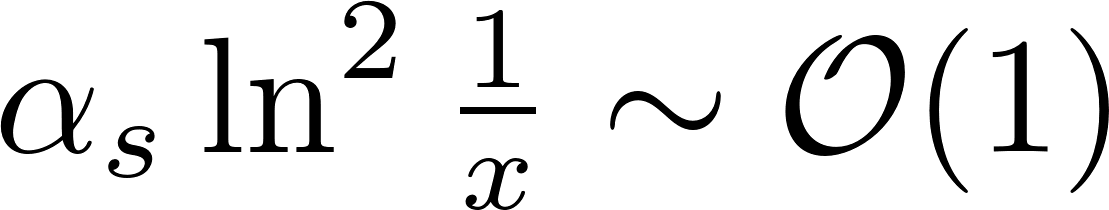 αₛ ln² 1/x ∼ 𝒪(1)